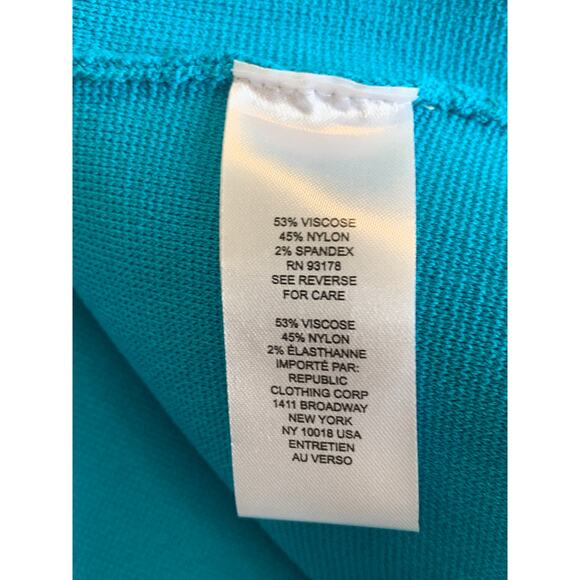 53% VISCOSE
45% NYLON
2% SPANDEX
RN 93178
SEE REVERSE
FOR CARE
53% VISCOSE
45% NYLON
2% ÉLASTHANNE
IMPORTÉ PAR:
REPUBLIC
CLOTHING CORP
1411 BROADWAY
NEW YORK
NY 10018 USA
ENTRETIEN
AU VERSO